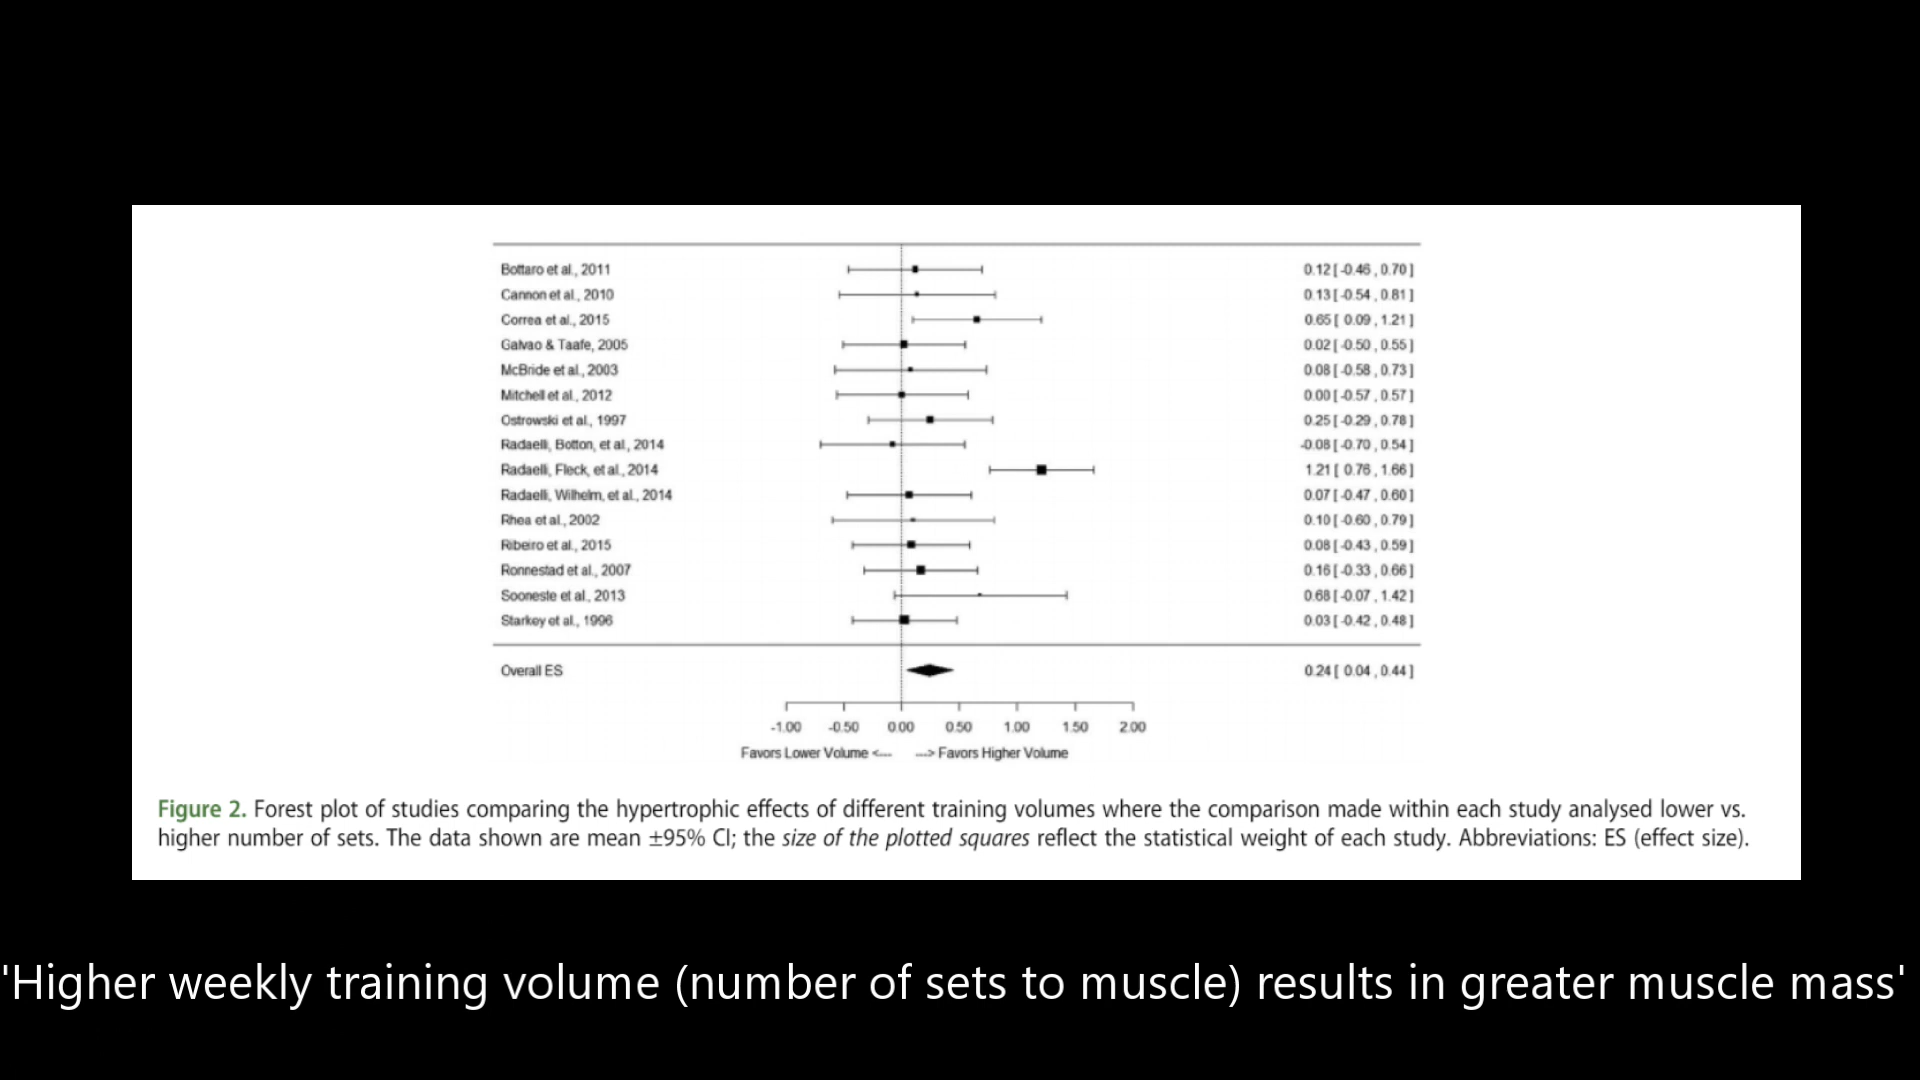 Bottaro et al., 2011 0.12 [ -0.46 , 0.70 ]
Cannon et al., 2010 0.13 [ -0.54 , 0.81 ]
Correa et al., 2015 0.65 [ 0.09 , 1.21 ]
Galvao & Taafe, 2005 0.02 [ -0.50 , 0.55 ]
McBride et al., 2003 0.08 [ -0.58 , 0.73 ]
Mitchell et al., 2012 0.00 [ -0.57 , 0.57 ]
Ostrowski et al., 1997 0.25 [ -0.29 , 0.78 ]
Radaelli, Botton, et al., 2014 -0.08 [ -0.70 , 0.54 ]
Radaelli, Fleck, et al., 2014 1.21 [ 0.76 , 1.66 ]
Radaelli, Wilhelm, et al., 2014 0.07 [ -0.47 , 0.60 ]
Rhea et al., 2002 0.10 [ -0.60 , 0.79 ]
Ribeiro et al., 2015 0.08 [ -0.43 , 0.59 ]
Ronnestad et al., 2007 0.16 [ -0.33 , 0.66 ]
Sooneste et al., 2013 0.68 [ -0.07 , 1.42 ]
Starkey et al., 1996 0.03 [ -0.42 , 0.48 ]
Overall ES 0.24 [ 0.04 , 0.44 ]
-1.00 -0.50 0.00 0.50 1.00 1.50 2.00
Favors Lower Volume <---- ----> Favors Higher Volume
Figure 2. Forest plot of studies comparing the hypertrophic effects of different training volumes where the comparison made within each study analysed lower vs.
higher number of sets. The data shown are mean ±95% CI; the size of the plotted squares reflect the statistical weight of each study. Abbreviations: ES (effect size).
'Higher weekly training volume (number of sets to muscle) results in greater muscle mass'